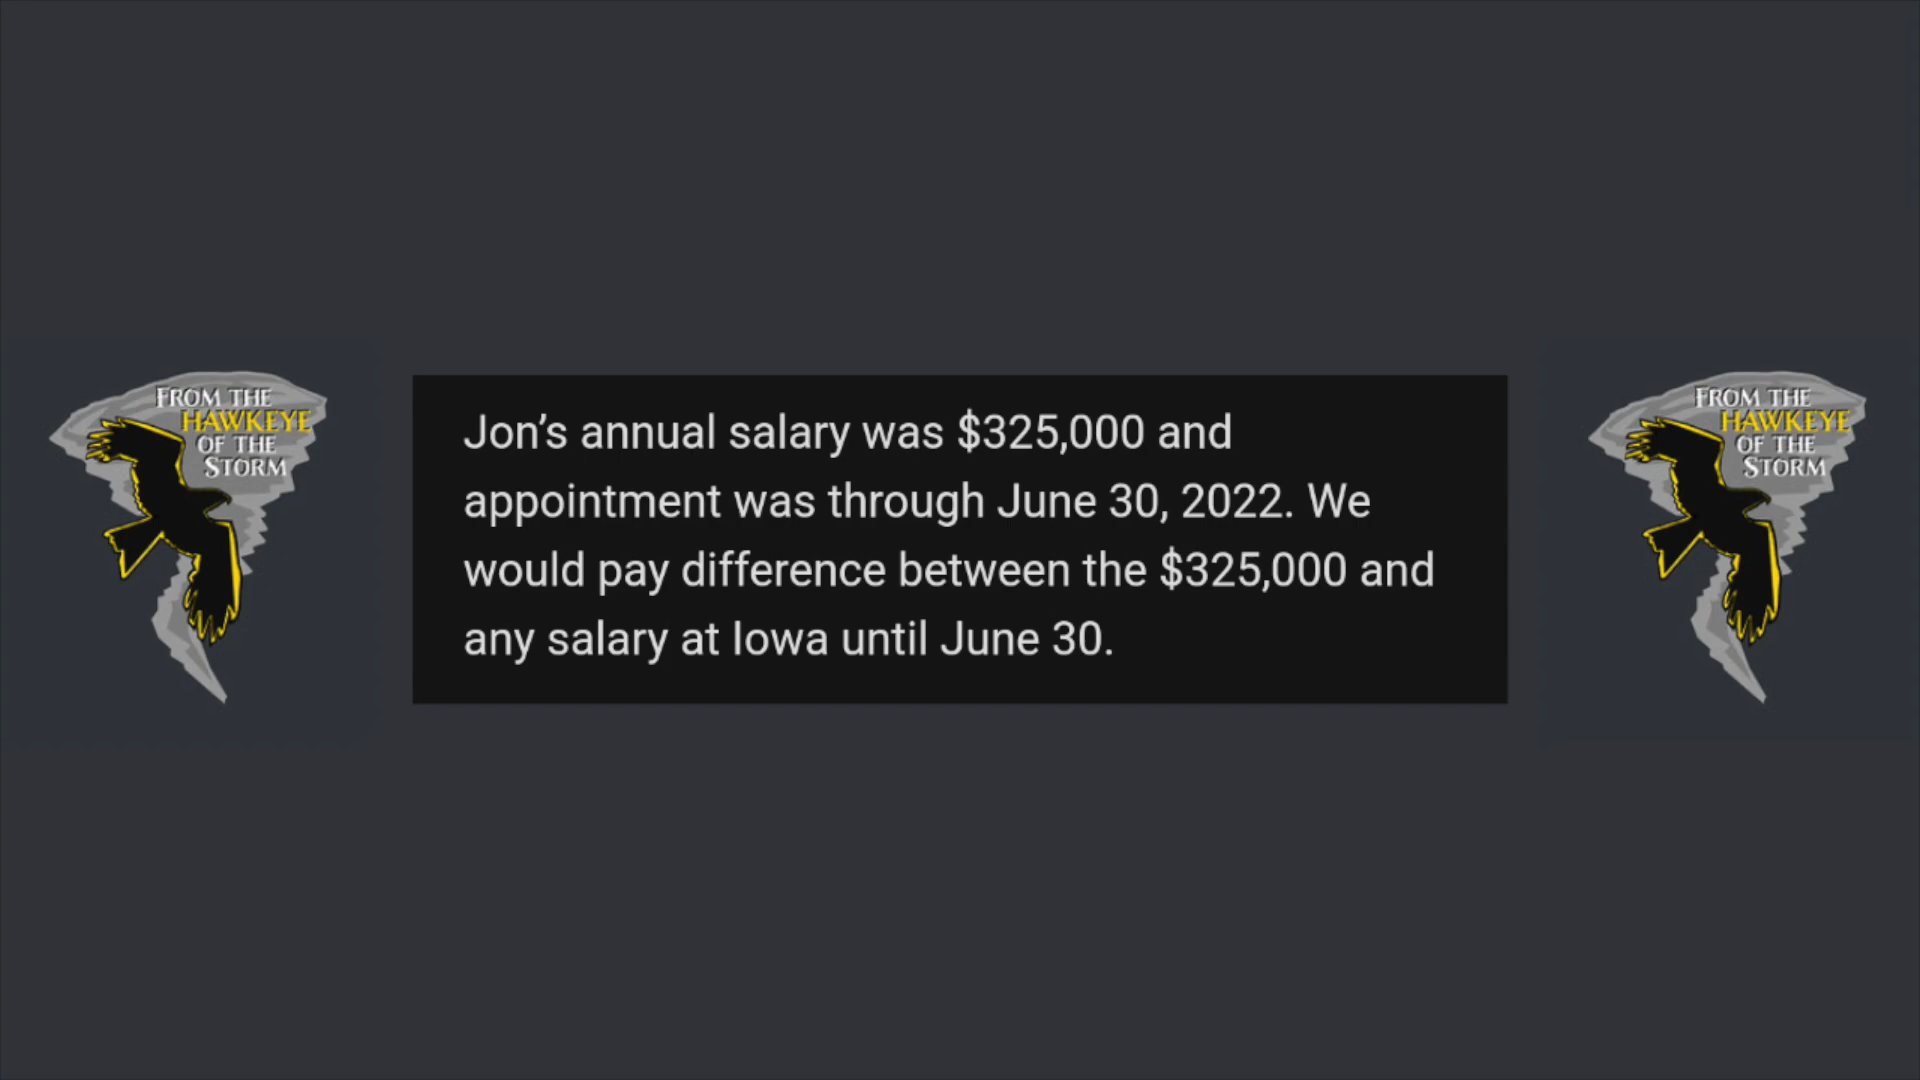 FROM THE
HAWKEYE
OF THE
STORM
Jon’s annual salary was $325,000 and
appointment was through June 30, 2022. We
would pay difference between the $325,000 and
any salary at Iowa until June 30.
FROM THE
HAWKEYE
OF THE
STORM